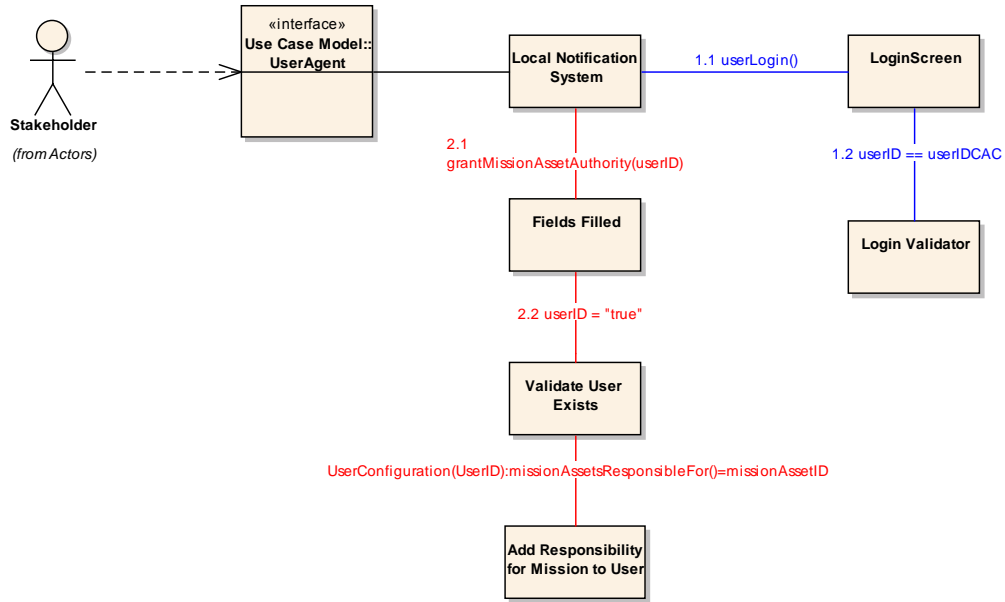 «interface»
Use Case Model::
UserAgent
Stakeholder
(from Actors)
Local Notification
System
1.1 userLogin()
LoginScreen
1.2 userID == userIDCAC
Login Validator
2.1
grantMissionAssetAuthority(userID)
Fields Filled
2.2 userID = "true"
Validate User
Exists
UserConfiguration(UserID):missionAssetsResponsibleFor()=missionAssetID
Add Responsibility
for Mission to User